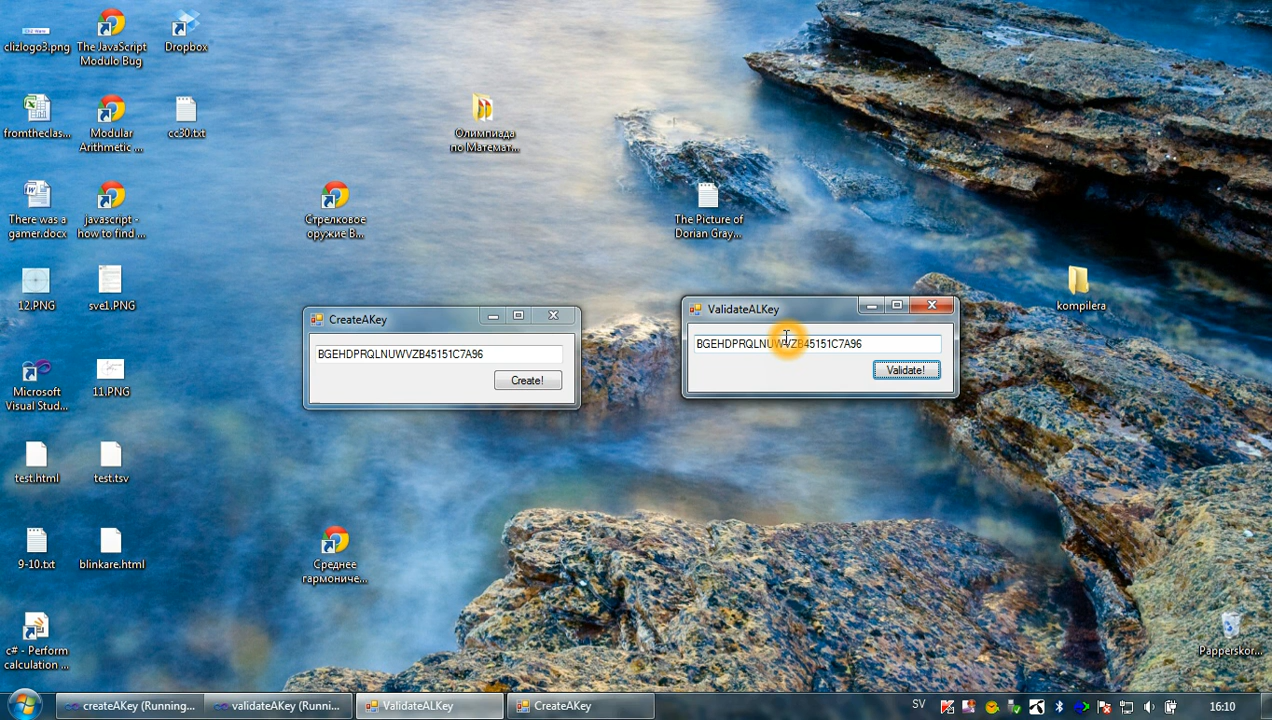 clizlogo3.png
The JavaScript
Modulo Bug
Dropbox
fromtheclas...
Modular
Arithmetic ...
cc30.txt
Олимпиада
по Математ...
There was a
gamer.docx
javascript -
how to find ...
Стрелковое
оружие В...
The Picture of
Dorian Gray...
12.PNG
sve1.PNG
kompilera
CreateAKey
BGEHDPRQLNUWVZB45151C7A96
Create!
ValidateALKey
BGEHDPRQLNUWVZB45151C7A96
Validate!
Microsoft
Visual Stud...
11.PNG
test.html
test.tsv
9-10.txt
blinkare.html
Среднее
гармониче...
c# - Perform
calculation ...
Papperskor...
createAKey (Running...
validateAKey (Runni...
ValidateALKey
CreateAKey
SV
16:10